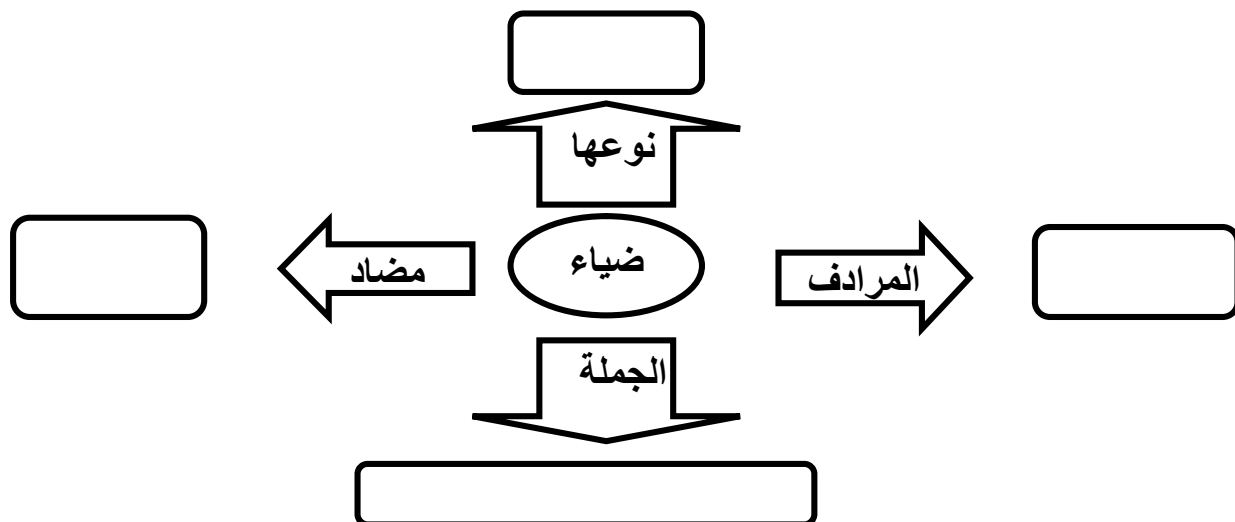 نوعها
المرادف
ضياء
مضاد
الجملة